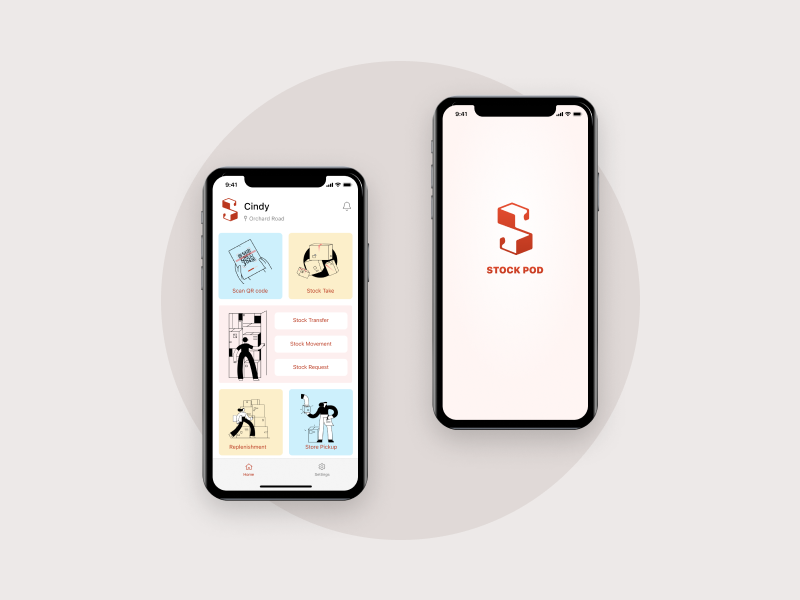 9:41
Cindy
Orchard Road
Scan QR code
Stock Take
Stock Transfer
Stock Movement
Stock Request
Replenishment
Store Pickup
Home
Settings
9:41
STOCK POD